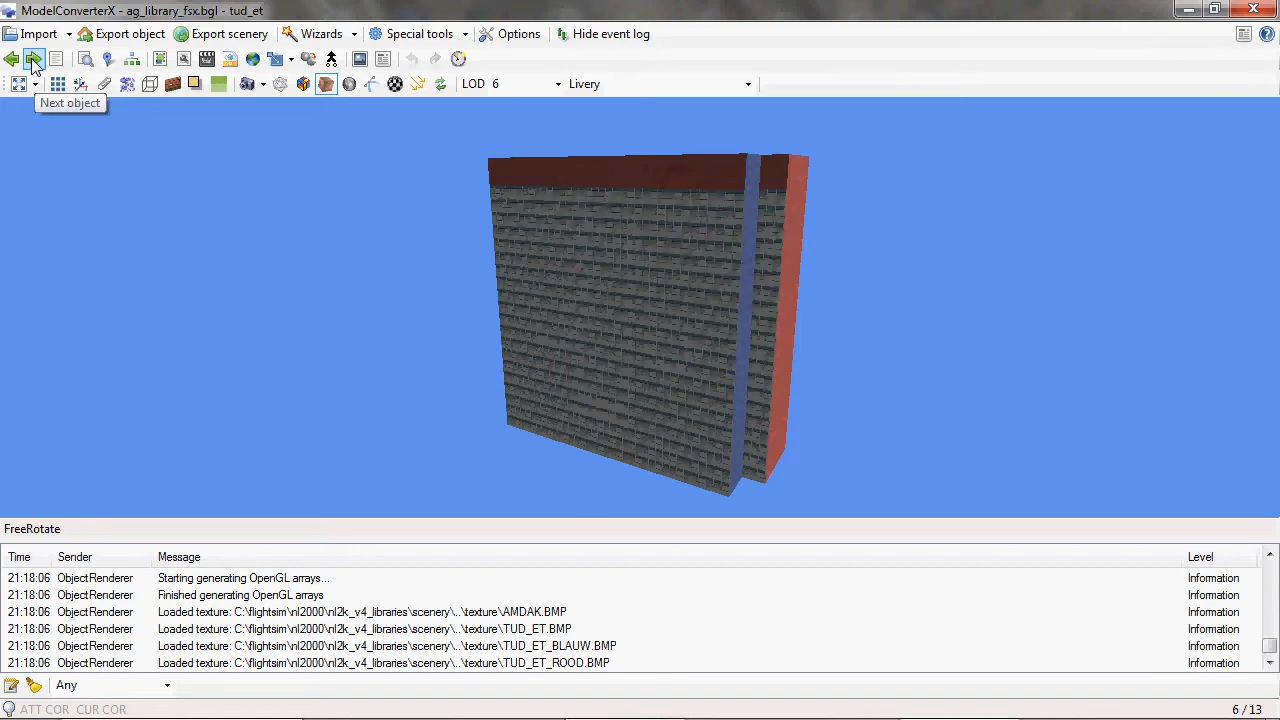 ModelConverterX - ag_library_fsx.bgl - tud_et
Import Export object Export scenery Wizards Special tools Options Hide event log
LOD 6 Livery
Next object
FreeRotate
Time Sender Message Level
21:18:06 ObjectRenderer Starting generating OpenGL arrays... Information
21:18:06 ObjectRenderer Finished generating OpenGL arrays Information
21:18:06 ObjectRenderer Loaded texture: C:\flightsim\nl2000\nl2k_v4_libraries\scenery\..\texture\AMDAK.BMP Information
21:18:06 ObjectRenderer Loaded texture: C:\flightsim\nl2000\nl2k_v4_libraries\scenery\..\texture\TUD_ET.BMP Information
21:18:06 ObjectRenderer Loaded texture: C:\flightsim\nl2000\nl2k_v4_libraries\scenery\..\texture\TUD_ET_BLAUW.BMP Information
21:18:06 ObjectRenderer Loaded texture: C:\flightsim\nl2000\nl2k_v4_libraries\scenery\..\texture\TUD_ET_ROOD.BMP Information
Any
ATT COR CUR COR 6 / 13